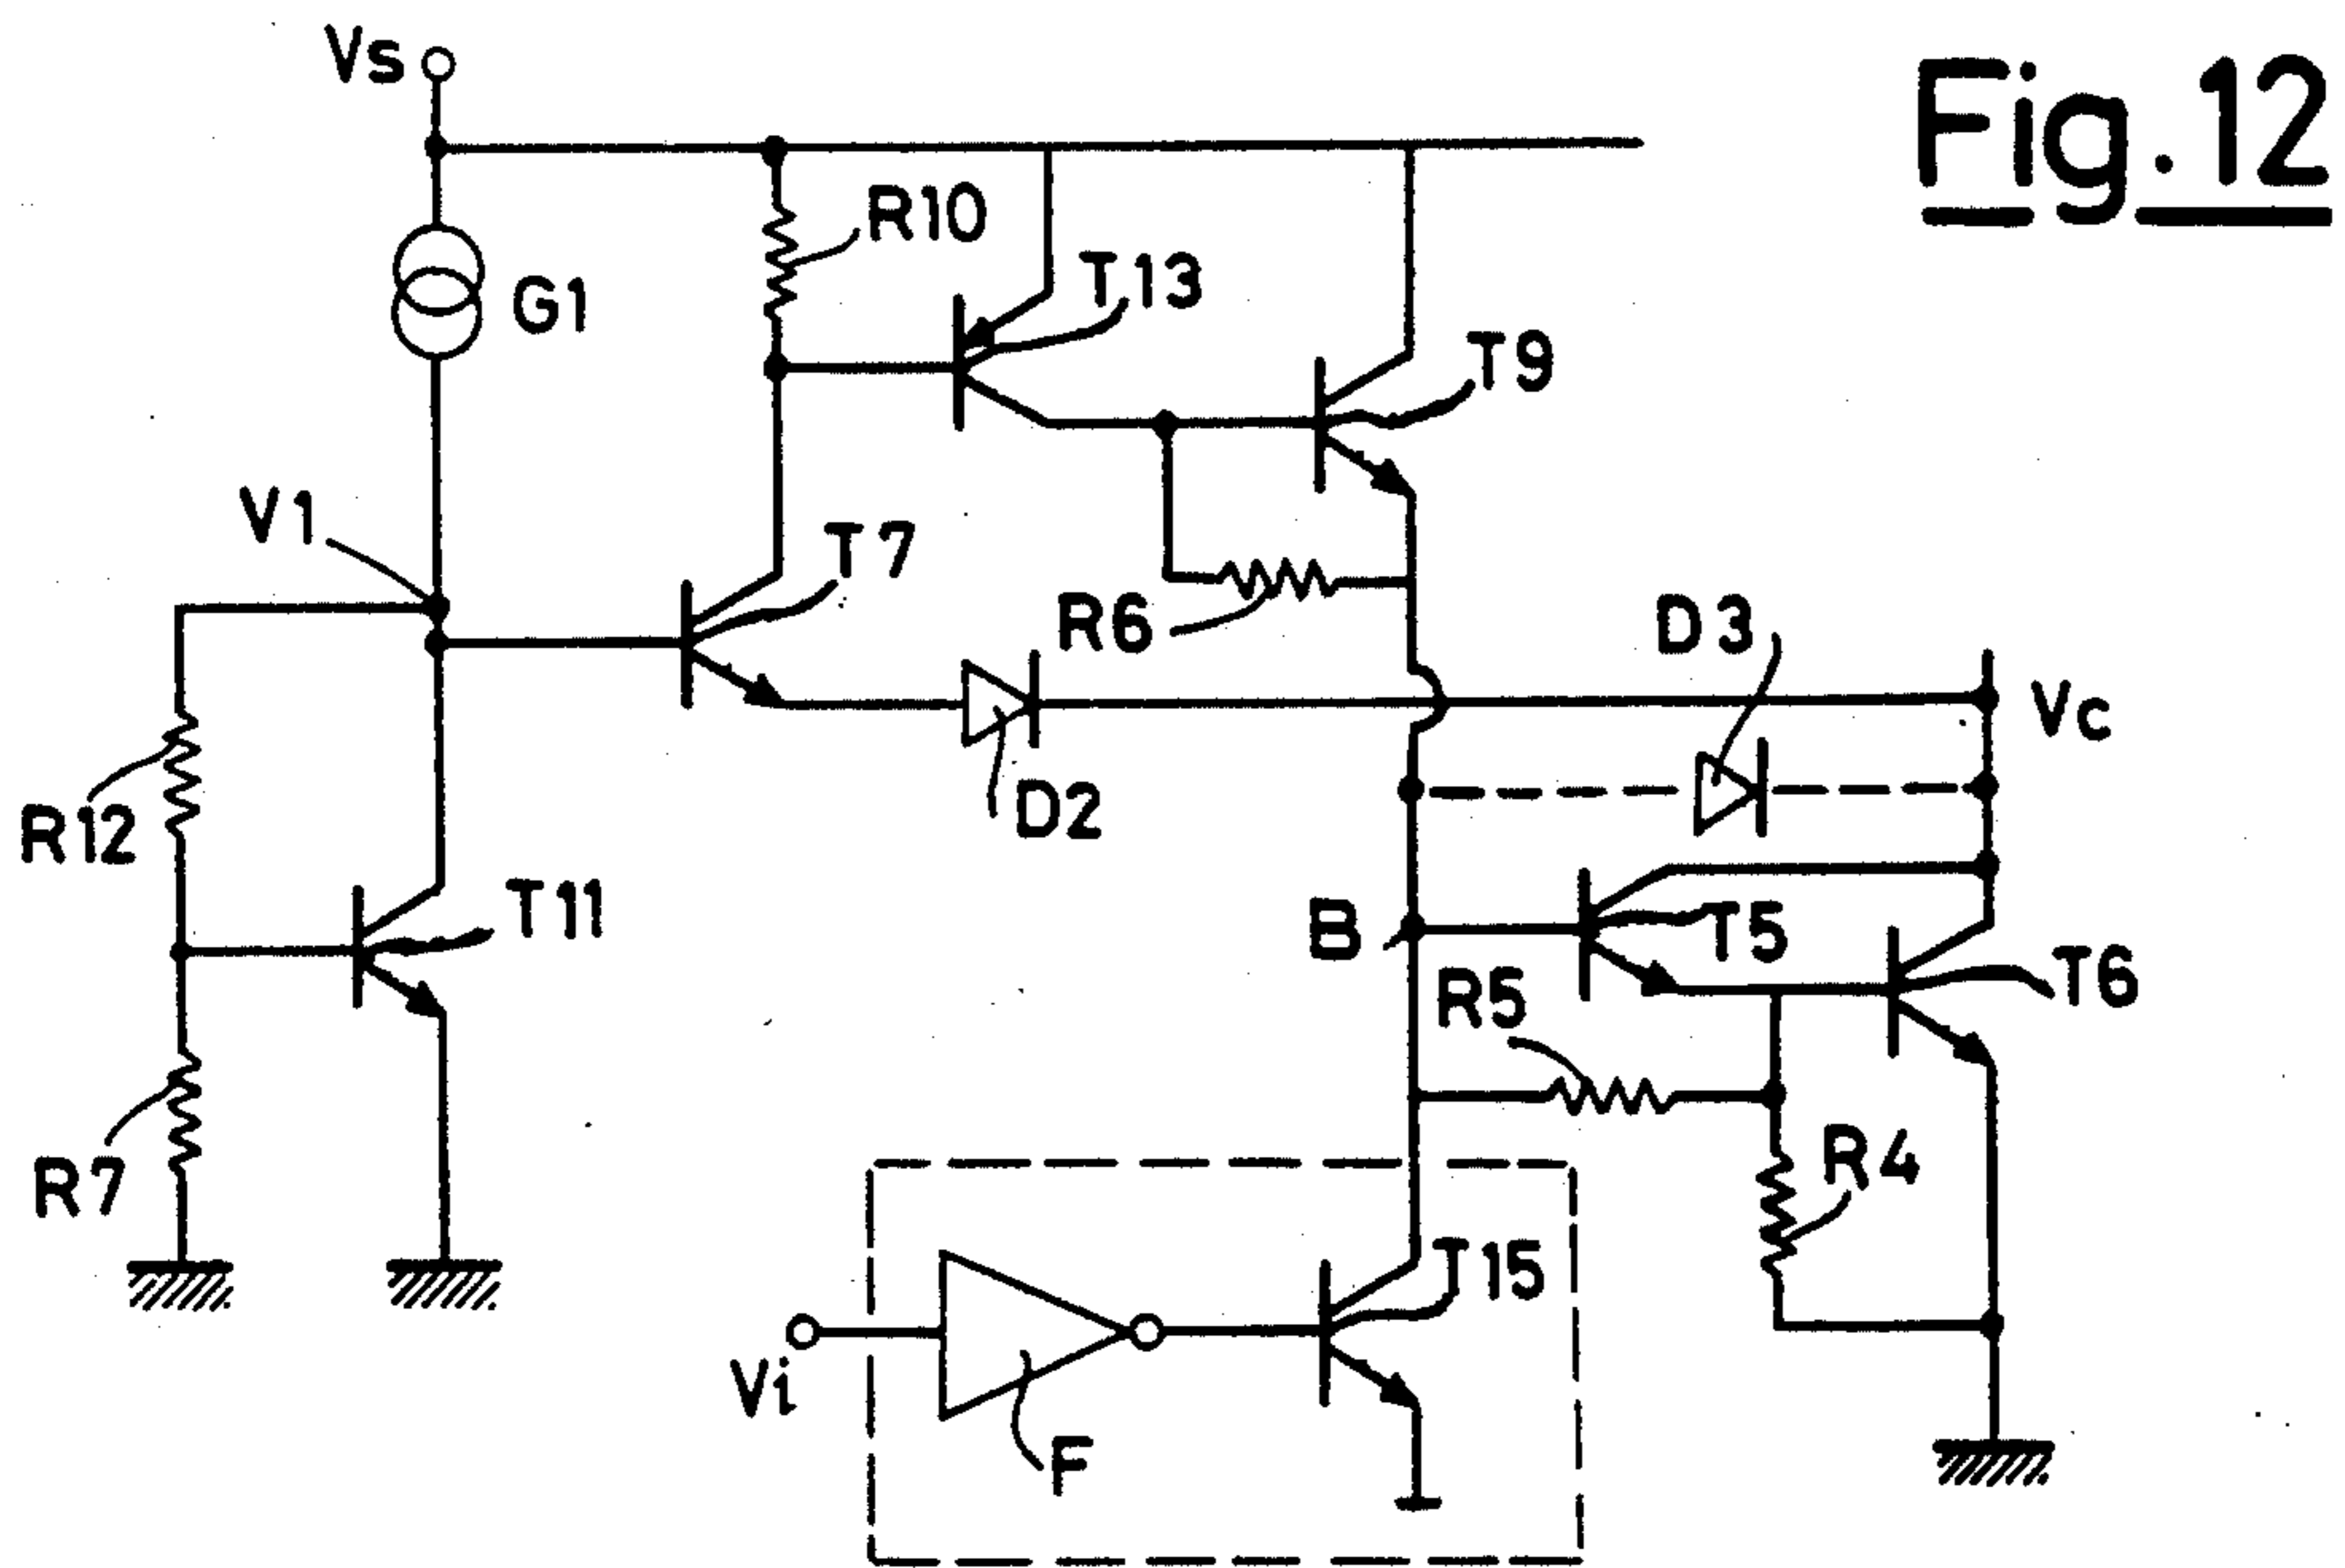 Vs
Fig.12
R10
T13
G1
T9
V1
T7
R6
D3
Vc
D2
R12
T11
B
T5
T6
R5
R4
R7
T15
Vi
F